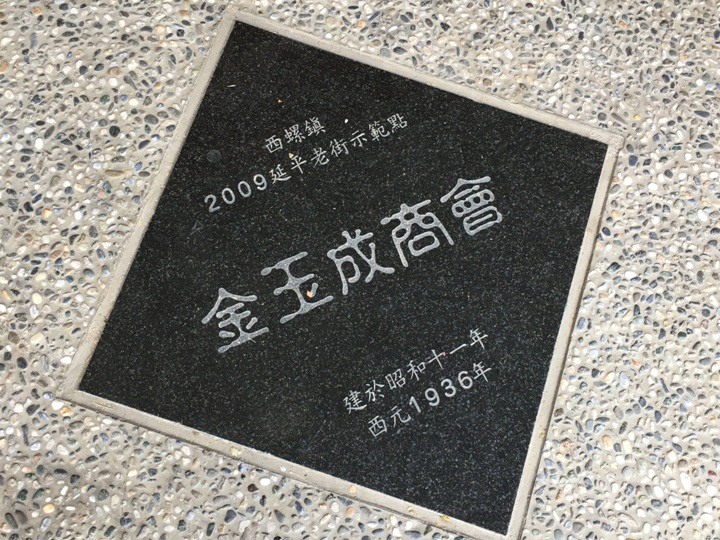 西螺鎮
2009延平老街示範點
金玉成商會
建於昭和十一年
西元1936年